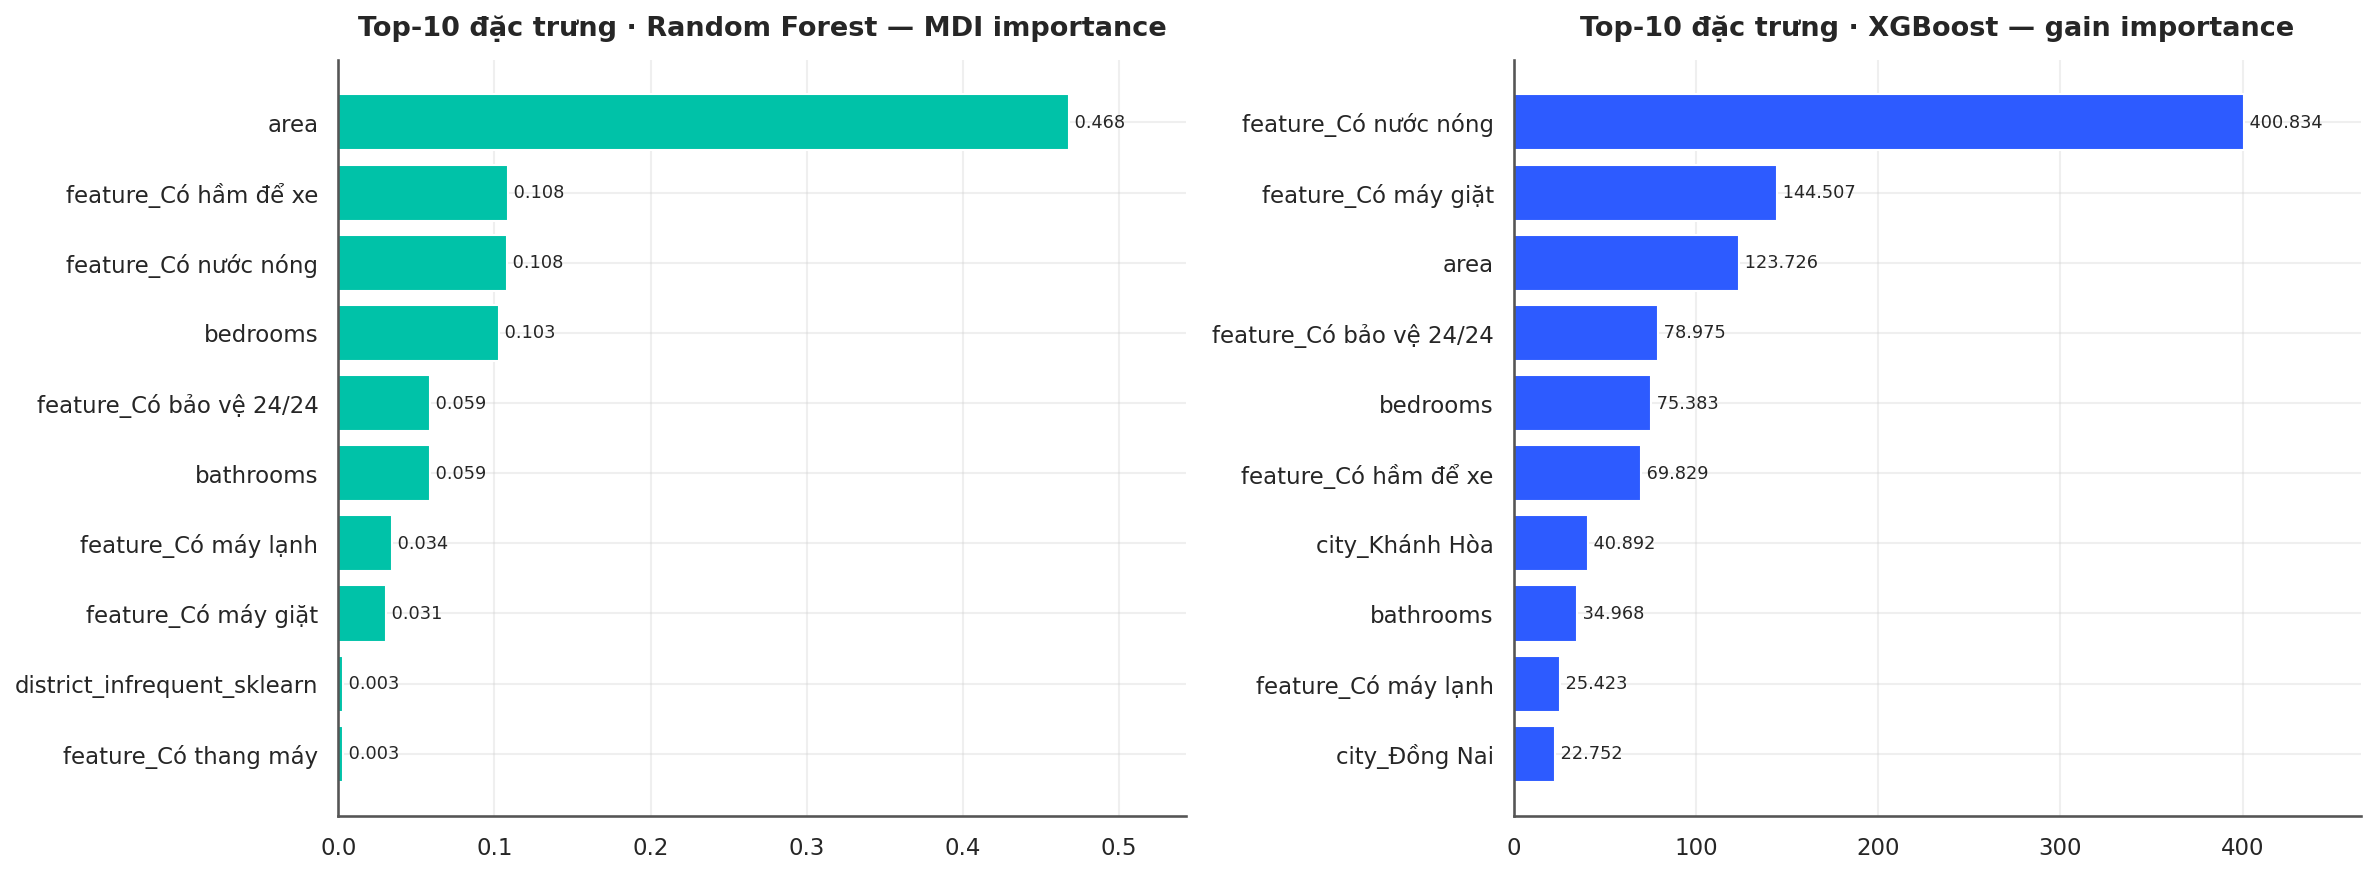 Top-10 đặc trưng · Random Forest — MDI importance
area
0.468
feature_Có hầm để xe
0.108
feature_Có nước nóng
0.108
bedrooms
0.103
feature_Có bảo vệ 24/24
0.059
bathrooms
0.059
feature_Có máy lạnh
0.034
feature_Có máy giặt
0.031
district_infrequent_sklearn
0.003
feature_Có thang máy
0.003
0.0 0.1 0.2 0.3 0.4 0.5
Top-10 đặc trưng · XGBoost — gain importance
feature_Có nước nóng
400.834
feature_Có máy giặt
144.507
area
123.726
feature_Có bảo vệ 24/24
78.975
bedrooms
75.383
feature_Có hầm để xe
69.829
city_Khánh Hòa
40.892
bathrooms
34.968
feature_Có máy lạnh
25.423
city_Đồng Nai
22.752
0 100 200 300 400